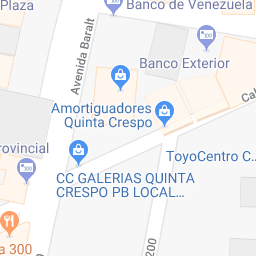 Plaza
Banco de Venezuela
Avenida Baralt
Banco Exterior
Amortiguadores
Quinta Crespo
Cal
ToyoCentro C...
rovincial
CC GALERIAS QUINTA
CRESPO PB LOCAL...
a 300
200